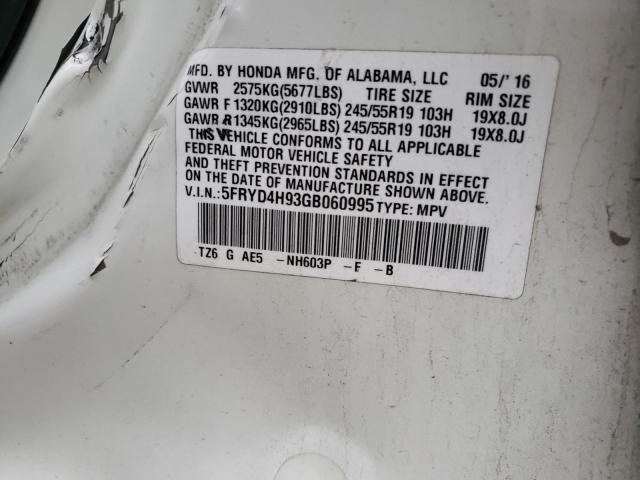 MFD. BY HONDA MFG. OF ALABAMA, LLC 05/'16
GVWR 2575KG(5677LBS) TIRE SIZE RIM SIZE
GAWR F 1320KG(2910LBS) 245/55R19 103H 19X8.0J
GAWR R 1345KG(2965LBS) 245/55R19 103H 19X8.0J
THIS VEHICLE CONFORMS TO ALL APPLICABLE
FEDERAL MOTOR VEHICLE SAFETY
AND THEFT PREVENTION STANDARDS IN EFFECT
ON THE DATE OF MANUFACTURE SHOWN ABOVE.
V.I.N.:5FRYD4H93GB060995 TYPE: MPV
TZ6 G AE5 -NH603P -E -B